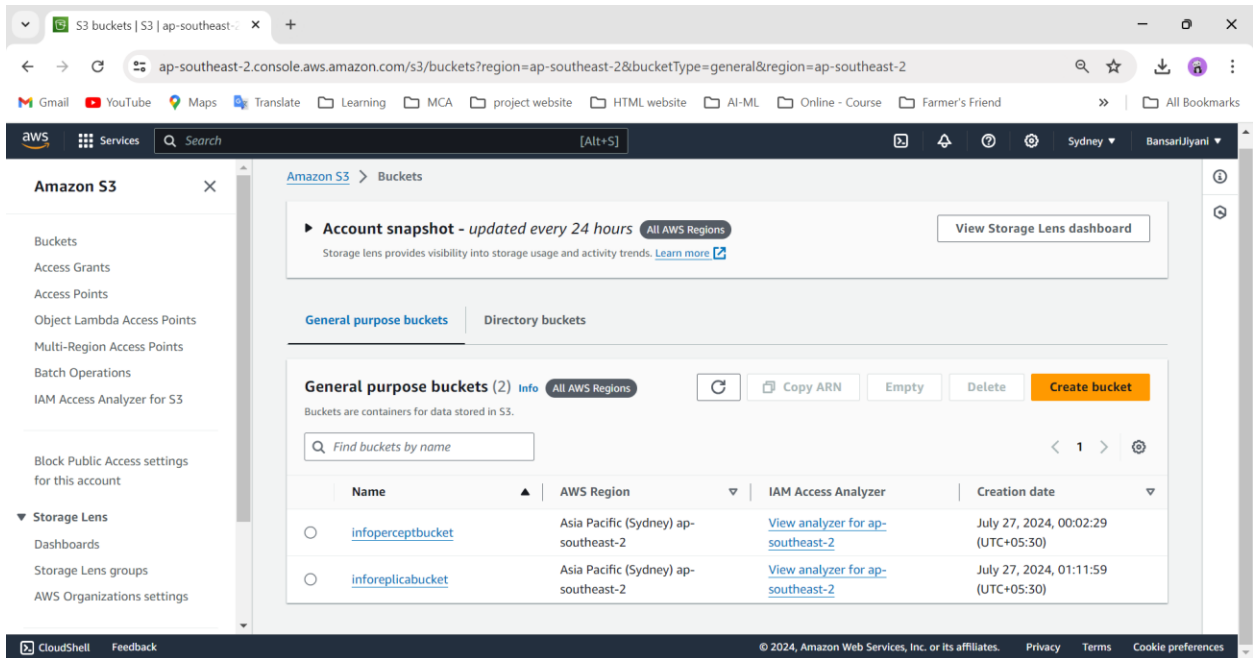 S3 buckets | S3 | ap-southeast-2
ap-southeast-2.console.aws.amazon.com/s3/buckets?region=ap-southeast-2&bucketType=general&region=ap-southeast-2
Gmail YouTube Maps Translate Learning MCA project website HTML website AI-ML Online - Course Farmer's Friend » All Bookmarks
aws Services Search [Alt+S] Sydney ▼ BansariJiyani ▼
Amazon S3
Buckets
Access Grants
Access Points
Object Lambda Access Points
Multi-Region Access Points
Batch Operations
IAM Access Analyzer for S3
Block Public Access settings
for this account
Storage Lens
Dashboards
Storage Lens groups
AWS Organizations settings
Amazon S3 > Buckets
Account snapshot - updated every 24 hours All AWS Regions
View Storage Lens dashboard
Storage lens provides visibility into storage usage and activity trends. Learn more
General purpose buckets Directory buckets
General purpose buckets (2) Info All AWS Regions
Copy ARN Empty Delete Create bucket
Buckets are containers for data stored in S3.
Find buckets by name
< 1 >
Name AWS Region IAM Access Analyzer Creation date
infoperceptbucket
Asia Pacific (Sydney) ap-
southeast-2
View analyzer for ap-
southeast-2
July 27, 2024, 00:02:29
(UTC+05:30)
inforeplicabucket
Asia Pacific (Sydney) ap-
southeast-2
View analyzer for ap-
southeast-2
July 27, 2024, 01:11:59
(UTC+05:30)
CloudShell Feedback © 2024, Amazon Web Services, Inc. or its affiliates. Privacy Terms Cookie preferences